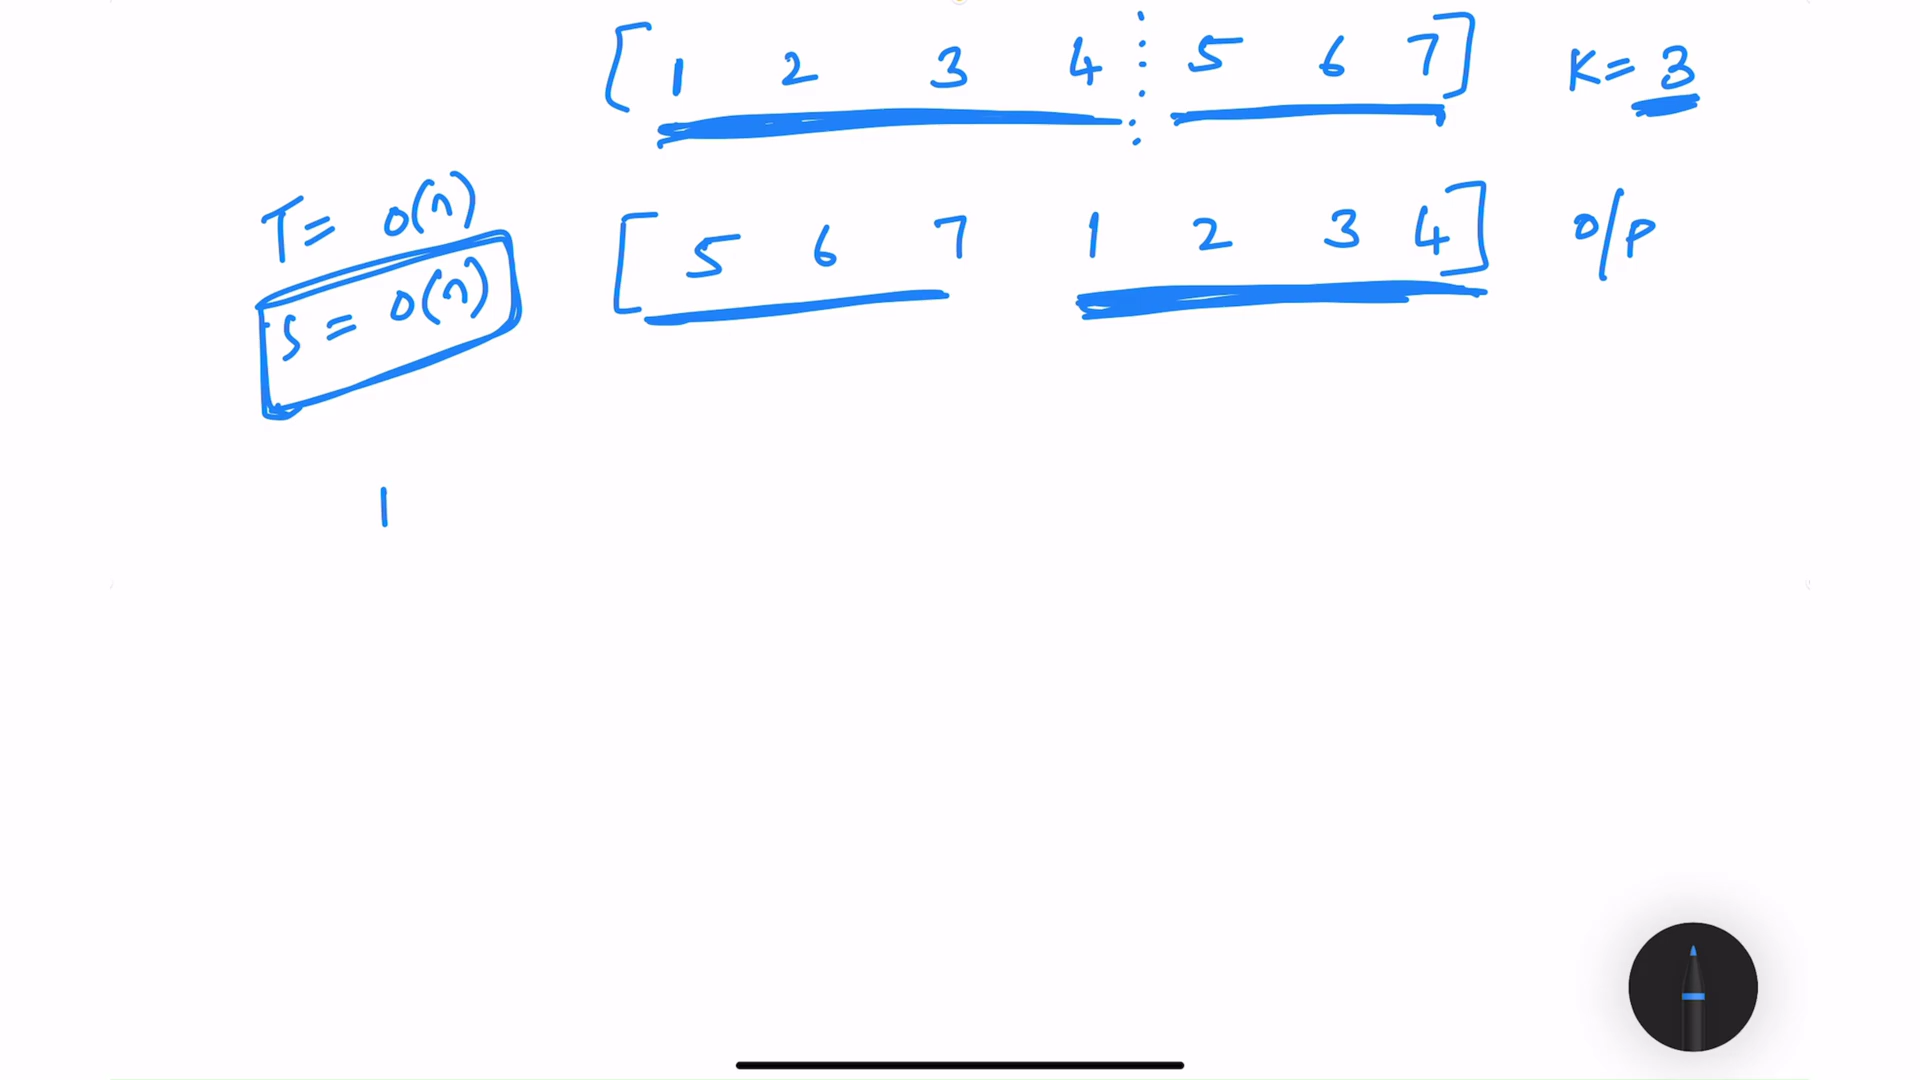 [ 1 2 3 4 5 6 7 ] K= 3
T= O(n)
[ 5 6 7 1 2 3 4 ] O/P
S = O(n)
1